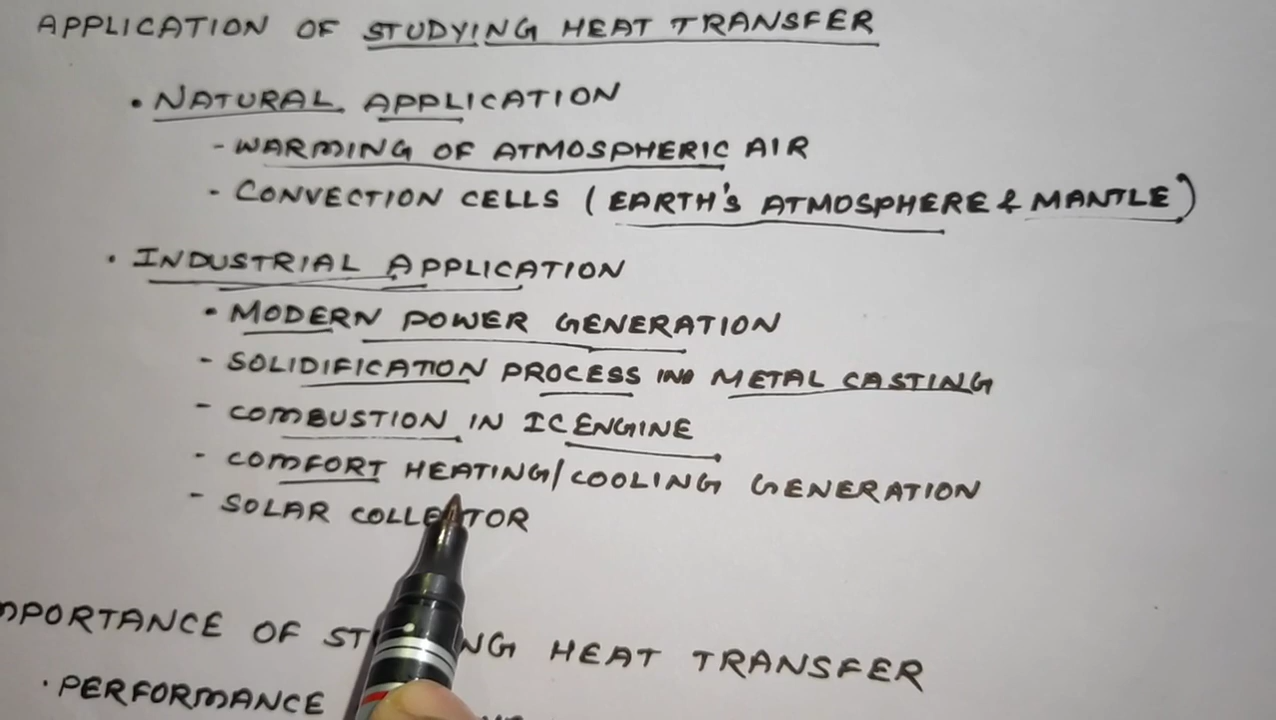 APPLICATION OF STUDYING HEAT TRANSFER
• NATURAL APPLICATION
- WARMING OF ATMOSPHERIC AIR
- CONVECTION CELLS (EARTH'S ATMOSPHERE & MANTLE)
• INDUSTRIAL APPLICATION
• MODERN POWER GENERATION
- SOLIDIFICATION PROCESS IN METAL CASTING
- COMBUSTION IN IC ENGINE
- COMFORT HEATING/COOLING GENERATION
- SOLAR COLLECTOR
MPORTANCE OF HEAT TRANSFER
• PERFORMANCE